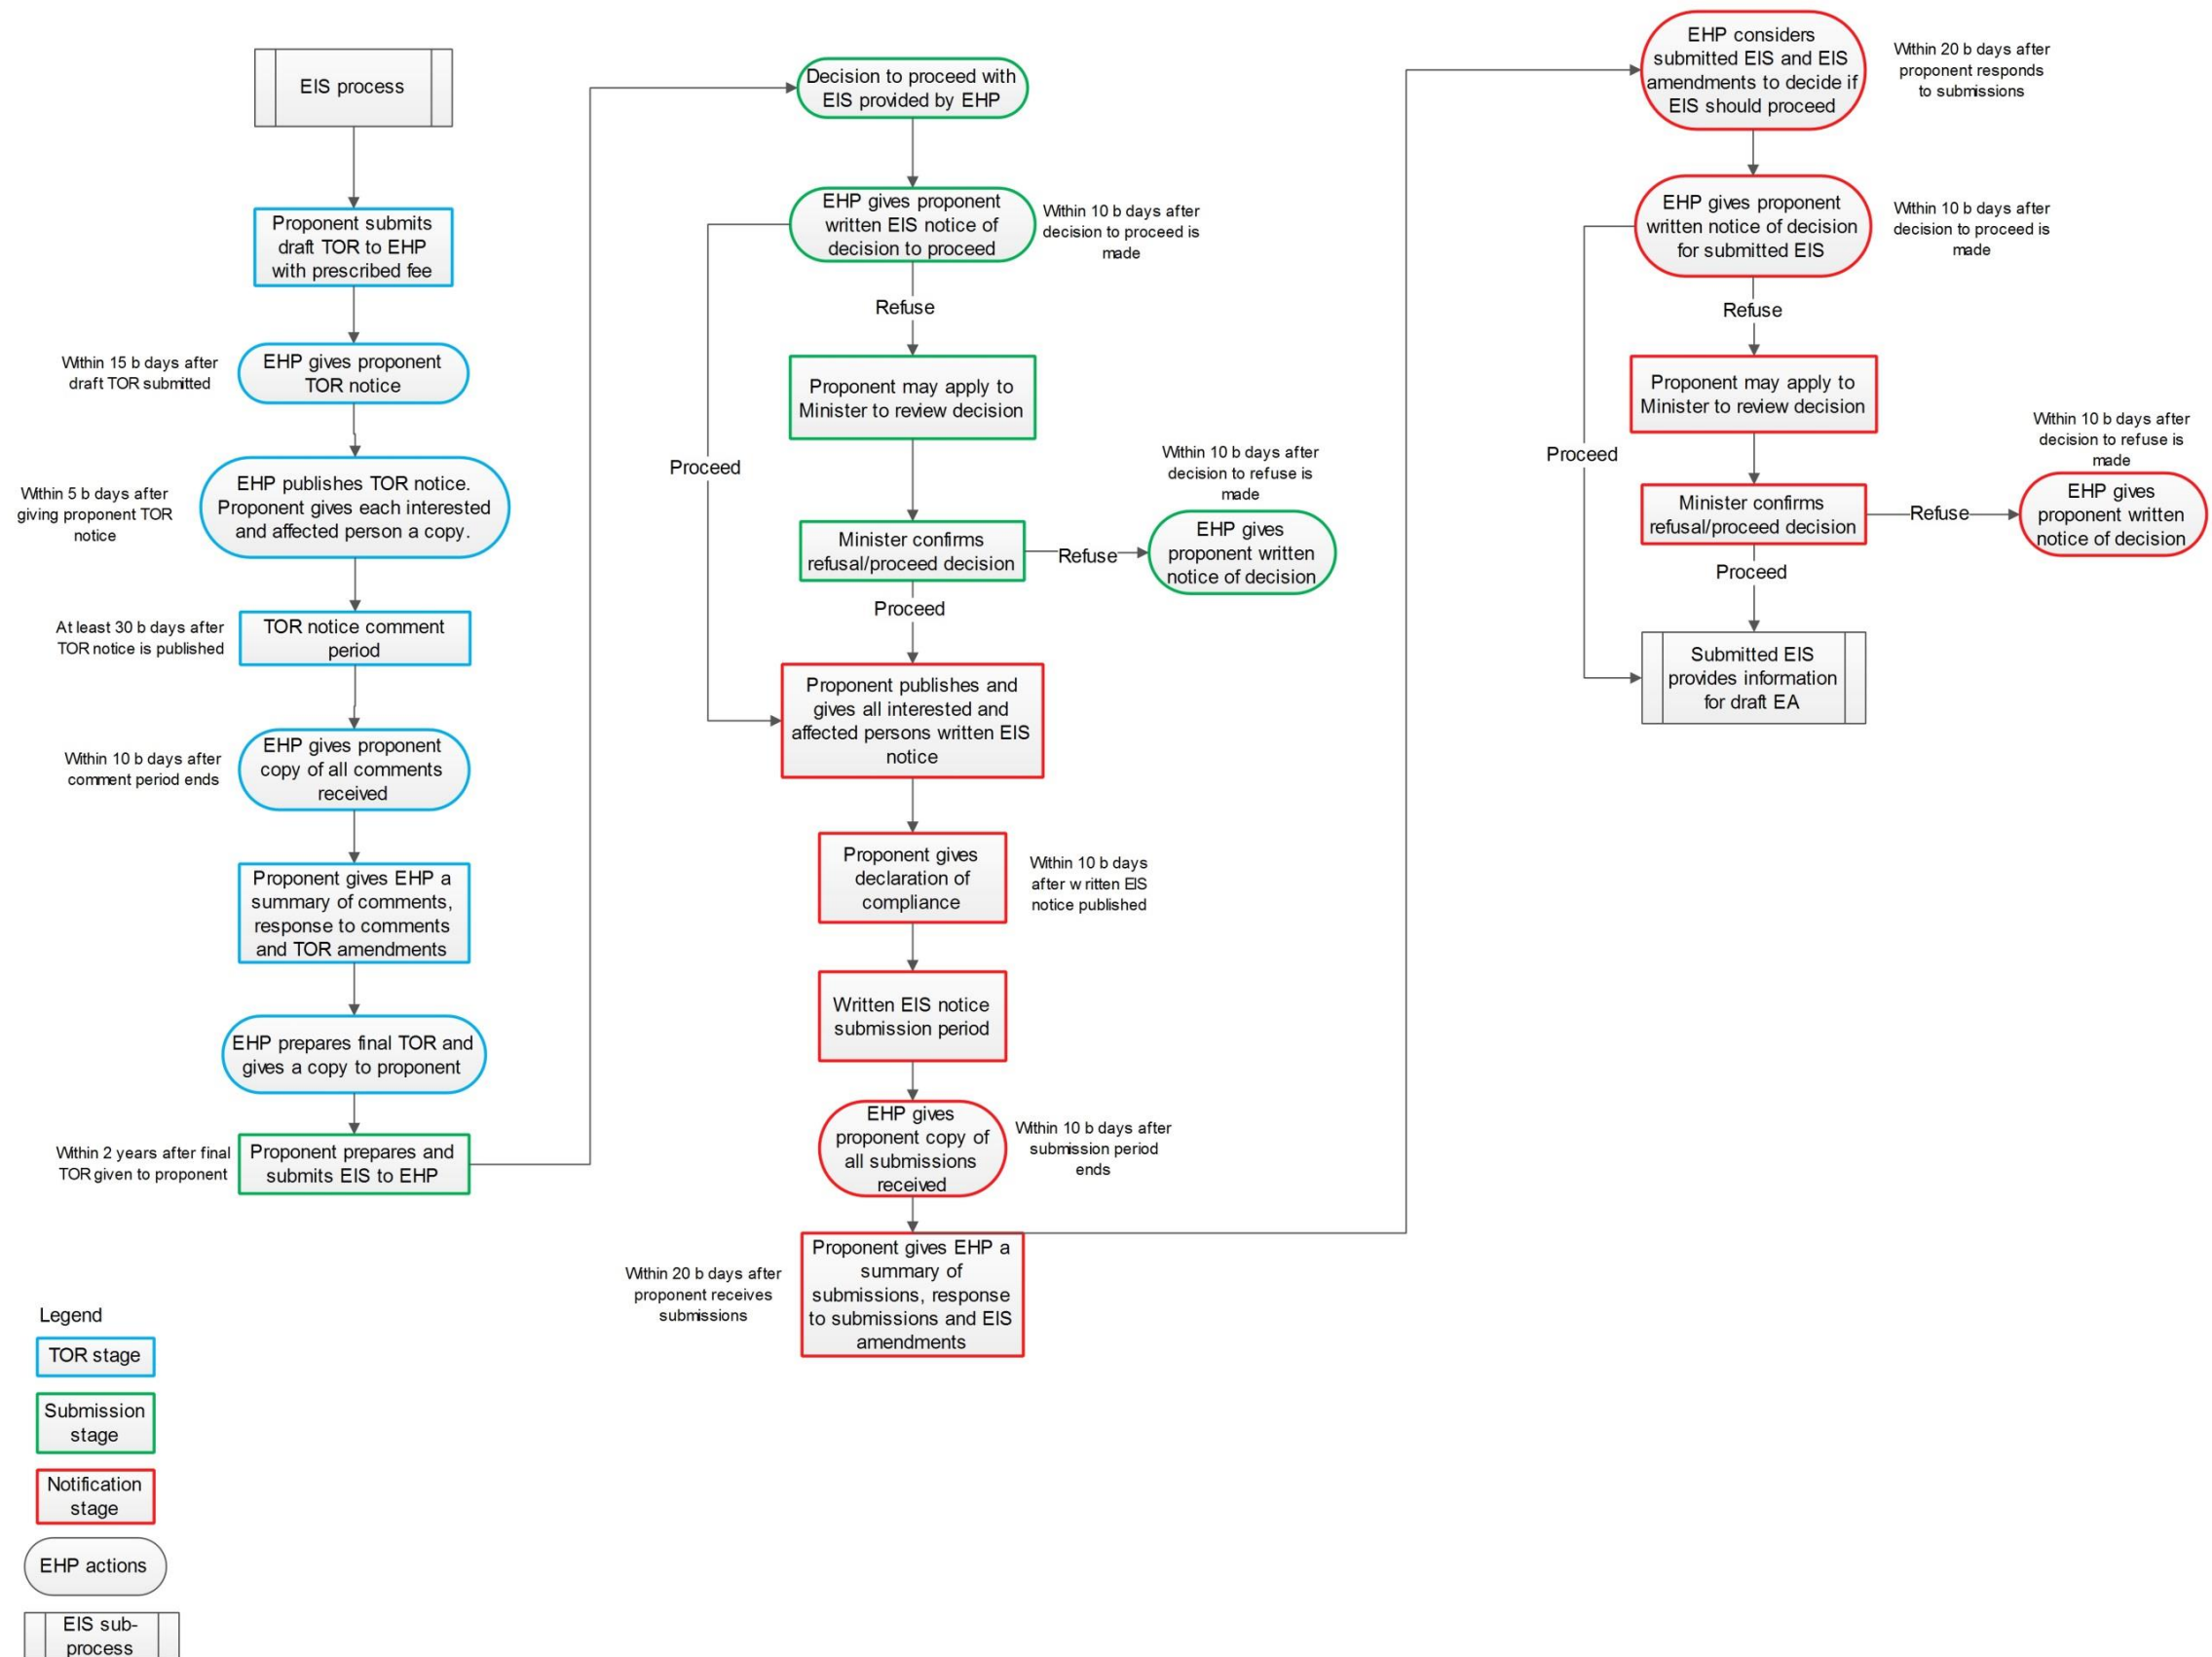 EIS process
Proponent submits
draft TOR to EHP
with prescribed fee
Within 15 b days after
draft TOR submitted
EHP gives proponent
TOR notice
Within 5 b days after
giving proponent TOR
notice
EHP publishes TOR notice.
Proponent gives each interested
and affected person a copy.
At least 30 b days after
TOR notice is published
TOR notice comment
period
Within 10 b days after
comment period ends
EHP gives proponent
copy of all comments
received
Proponent gives EHP a
summary of comments,
response to comments
and TOR amendments
EHP prepares final TOR and
gives a copy to proponent
Within 2 years after final
TOR given to proponent
Proponent prepares and
submits EIS to EHP
Decision to proceed with
EIS provided by EHP
EHP gives proponent
written EIS notice of
decision to proceed
Within 10 b days after
decision to proceed is
made
Refuse
Proponent may apply to
Minister to review decision
Proceed
Within 10 b days after
decision to refuse is
made
Minister confirms
refusal/proceed decision
Refuse
EHP gives
proponent written
notice of decision
Proceed
Proponent publishes and
gives all interested and
affected persons written EIS
notice
Proponent gives
declaration of
compliance
Within 10 b days
after w ritten EIS
notice published
Written EIS notice
submission period
EHP gives
proponent copy of
all submissions
received
Within 10 b days after
submission period
ends
Within 20 b days after
proponent receives
submissions
Proponent gives EHP a
summary of
submissions, response
to submissions and EIS
amendments
EHP considers
submitted EIS and EIS
amendments to decide if
EIS should proceed
Within 20 b days after
proponent responds
to submissions
EHP gives proponent
written notice of decision
for submitted EIS
Within 10 b days after
decision to proceed is
made
Refuse
Proponent may apply to
Minister to review decision
Proceed
Within 10 b days after
decision to refuse is
made
Minister confirms
refusal/proceed decision
Refuse
EHP gives
proponent written
notice of decision
Proceed
Submitted EIS
provides information
for draft EA
Legend
TOR stage
Submission
stage
Notification
stage
EHP actions
EIS sub-
process